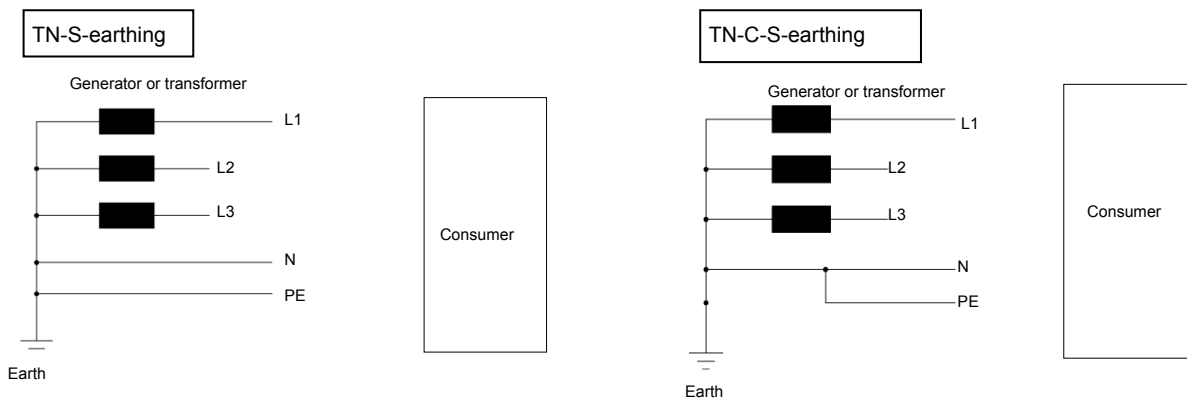 TN-S-earthing
Generator or transformer
L1
L2
L3
N
PE
Earth
Consumer
TN-C-S-earthing
Generator or transformer
L1
L2
L3
N
PE
Earth
Consumer